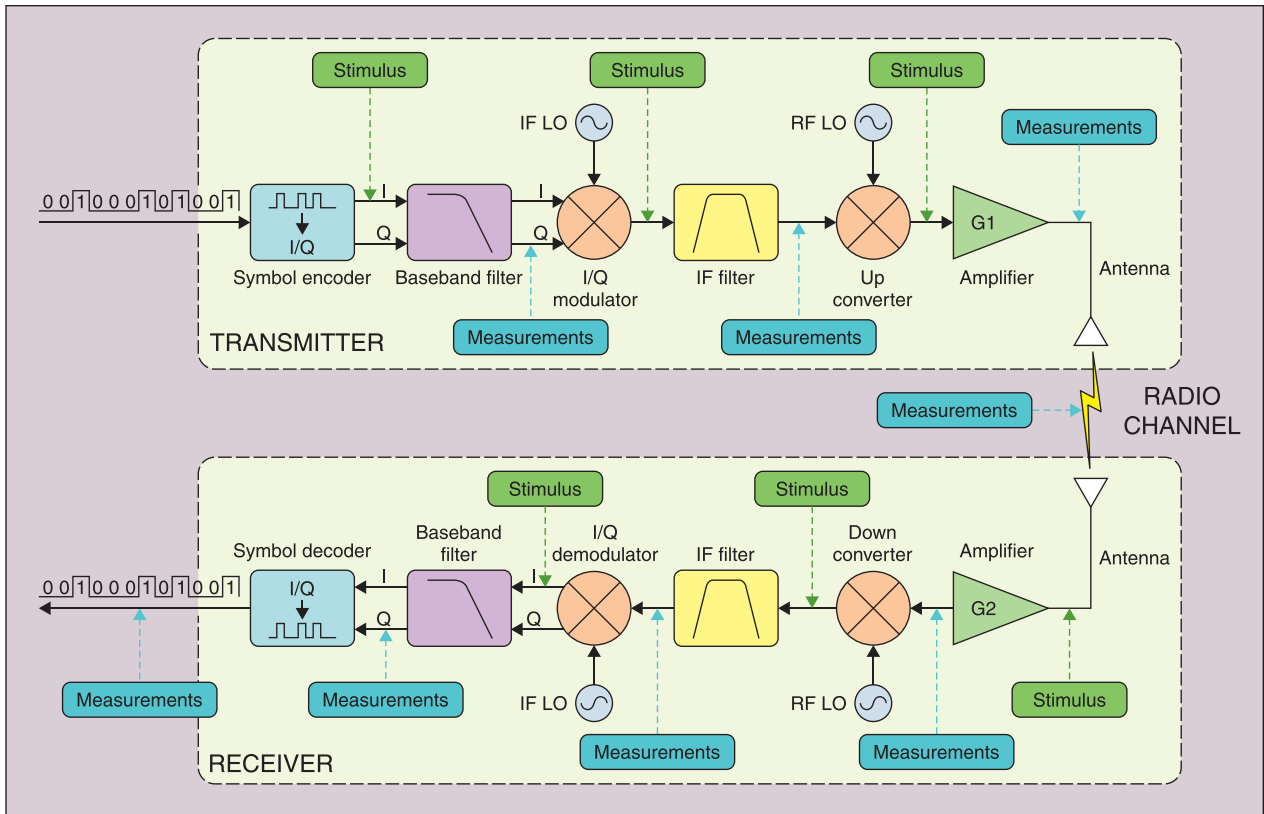 Stimulus
Stimulus
Stimulus
IF LO
RF LO
Measurements
0 0 1 0 0 0 1 0 1 0 0 1
I
I
Q
Q
I/Q
G1
Symbol encoder
Baseband filter
I/Q
modulator
IF filter
Up
converter
Amplifier
Antenna
Measurements
Measurements
TRANSMITTER
Measurements
RADIO
CHANNEL
Stimulus
Stimulus
Symbol decoder
Baseband
filter
I/Q
demodulator
IF filter
Down
converter
Amplifier
Antenna
0 0 1 0 0 0 1 0 1 0 0 1
I/Q
I
I
Q
Q
G2
Measurements
Measurements
IF LO
RF LO
Stimulus
Measurements
Measurements
RECEIVER